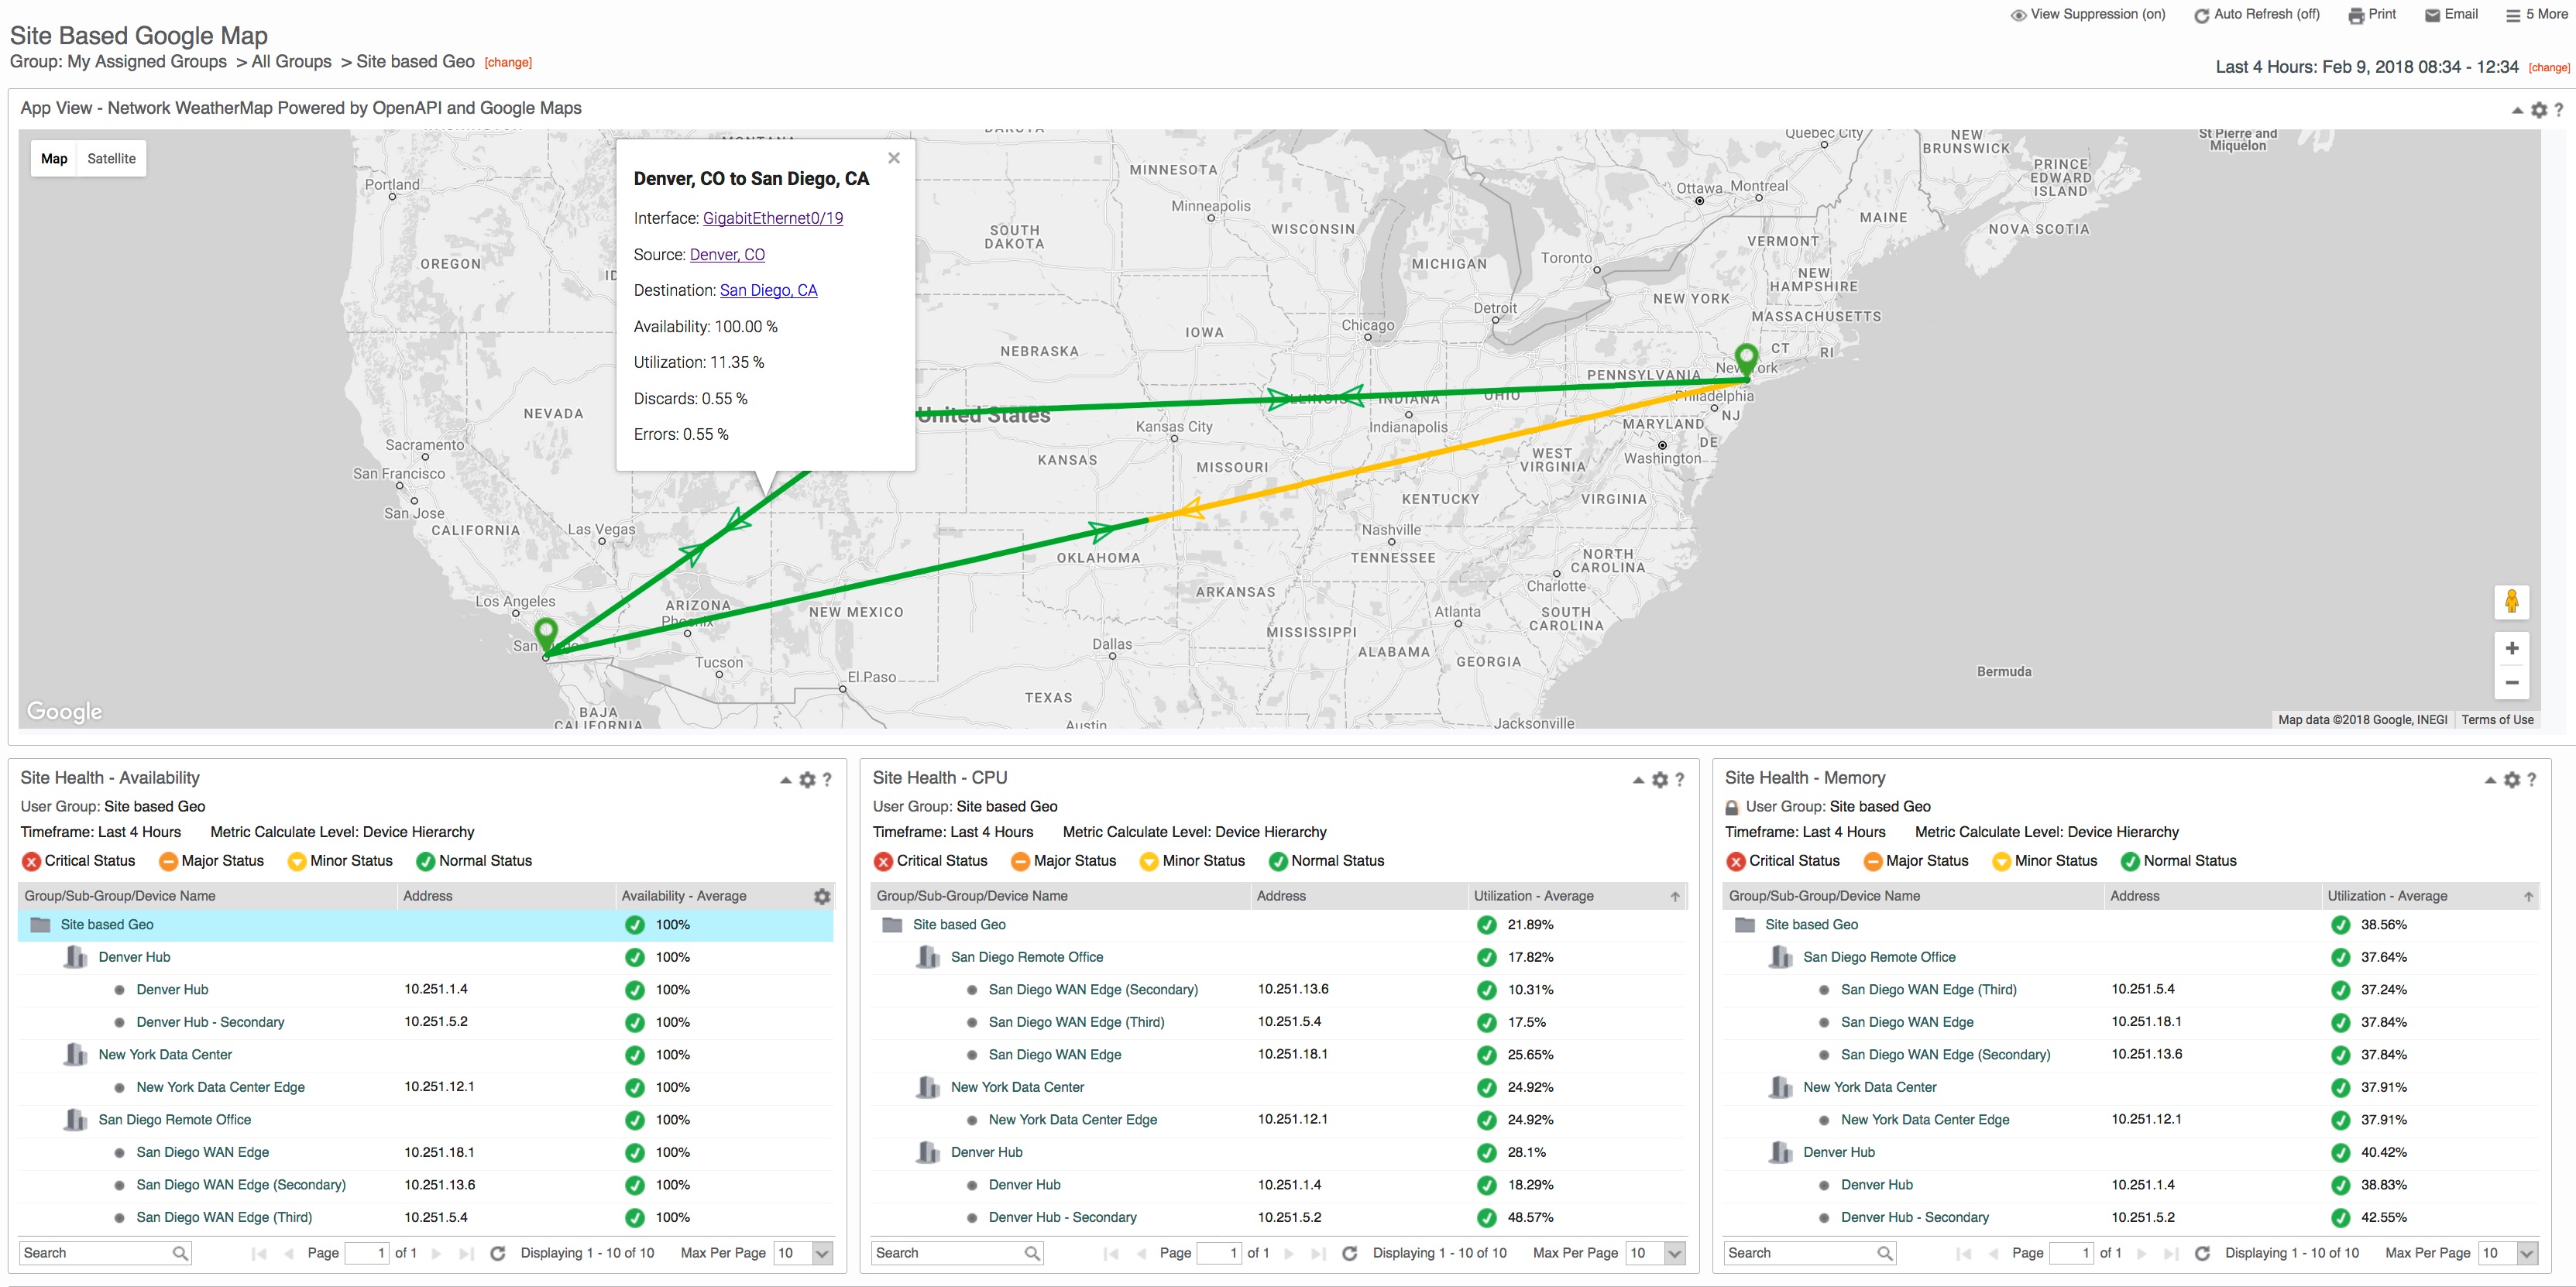 View Suppression (on) Auto Refresh (off) Print Email 5 More
Site Based Google Map
Group: My Assigned Groups > All Groups > Site based Geo [change]
Last 4 Hours: Feb 9, 2018 08:34 - 12:34 [change]
App View - Network WeatherMap Powered by OpenAPI and Google Maps ?
Map Satellite
Denver, CO to San Diego, CA
Interface: GigabitEthernet0/19
Source: Denver, CO
Destination: San Diego, CA
Availability: 100.00 %
Utilization: 11.35 %
Discards: 0.55 %
Errors: 0.55 %
Portland
OREGON
NEVADA
Sacramento
San Francisco
San Jose
CALIFORNIA
Las Vegas
Los Angeles
San
ARIZONA
Phoenix
Tucson
NEW MEXICO
El Paso
BAJA
CALIFORNIA
MONTANA
DAKOTA
SOUTH
DAKOTA
NEBRASKA
United States
KANSAS
OKLAHOMA
Dallas
TEXAS
Austin
MINNESOTA
Minneapolis
WISCONSIN
IOWA
Chicago
MICHIGAN
Detroit
ILLINOIS
INDIANA
OHIO
Indianapolis
Kansas City
MISSOURI
ARKANSAS
MISSISSIPPI
ALABAMA
GEORGIA
Atlanta
Nashville
TENNESSEE
KENTUCKY
WEST
VIRGINIA
VIRGINIA
NORTH
CAROLINA
Charlotte
SOUTH
CAROLINA
Jacksonville
Toronto
Ottawa
Montreal
Quebec City
NEW
BRUNSWICK
PRINCE
EDWARD
ISLAND
NOVA SCOTIA
St Pierre and
Miquelon
MAINE
VERMONT
NEW
HAMPSHIRE
NEW YORK
MASSACHUSETTS
CT
RI
PENNSYLVANIA
New York
Philadelphia
NJ
MARYLAND
DE
Washington
Bermuda
Google
Map data ©2018 Google, INEGI Terms of Use
Site Health - Availability ?
User Group: Site based Geo
Timeframe: Last 4 Hours Metric Calculate Level: Device Hierarchy
Critical Status Major Status Minor Status Normal Status
Group/Sub-Group/Device Name Address Availability - Average
Site based Geo 100%
Denver Hub 100%
Denver Hub 10.251.1.4 100%
Denver Hub - Secondary 10.251.5.2 100%
New York Data Center 100%
New York Data Center Edge 10.251.12.1 100%
San Diego Remote Office 100%
San Diego WAN Edge 10.251.18.1 100%
San Diego WAN Edge (Secondary) 10.251.13.6 100%
San Diego WAN Edge (Third) 10.251.5.4 100%
Search Page 1 of 1 Displaying 1 - 10 of 10 Max Per Page 10
Site Health - CPU ?
User Group: Site based Geo
Timeframe: Last 4 Hours Metric Calculate Level: Device Hierarchy
Critical Status Major Status Minor Status Normal Status
Group/Sub-Group/Device Name Address Utilization - Average
Site based Geo 21.89%
San Diego Remote Office 17.82%
San Diego WAN Edge (Secondary) 10.251.13.6 10.31%
San Diego WAN Edge (Third) 10.251.5.4 17.5%
San Diego WAN Edge 10.251.18.1 25.65%
New York Data Center 24.92%
New York Data Center Edge 10.251.12.1 24.92%
Denver Hub 28.1%
Denver Hub 10.251.1.4 18.29%
Denver Hub - Secondary 10.251.5.2 48.57%
Search Page 1 of 1 Displaying 1 - 10 of 10 Max Per Page 10
Site Health - Memory ?
User Group: Site based Geo
Timeframe: Last 4 Hours Metric Calculate Level: Device Hierarchy
Critical Status Major Status Minor Status Normal Status
Group/Sub-Group/Device Name Address Utilization - Average
Site based Geo 38.56%
San Diego Remote Office 37.64%
San Diego WAN Edge (Third) 10.251.5.4 37.24%
San Diego WAN Edge 10.251.18.1 37.84%
San Diego WAN Edge (Secondary) 10.251.13.6 37.84%
New York Data Center 37.91%
New York Data Center Edge 10.251.12.1 37.91%
Denver Hub 40.42%
Denver Hub 10.251.1.4 38.83%
Denver Hub - Secondary 10.251.5.2 42.55%
Search Page 1 of 1 Displaying 1 - 10 of 10 Max Per Page 10